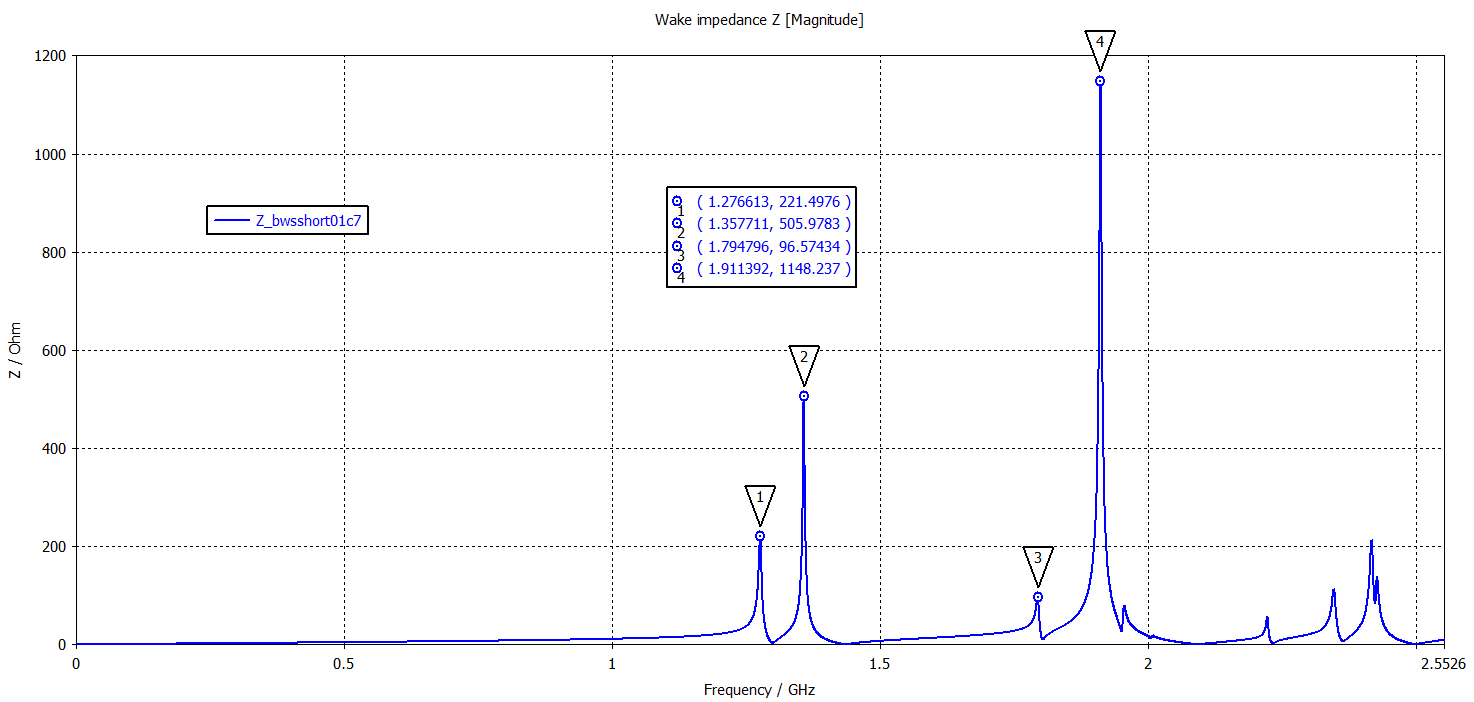 Wake impedance Z [Magnitude]
4
1200
1000
( 1.276613, 221.4976 )
1
Z_bwsshort01c7
( 1.357711, 505.9783 )
2
800
( 1.794796, 96.57434 )
3
( 1.911392, 1148.237 )
4
Z / Ohm
600
2
400
1
3
200
0
0
0.5
1
1.5
2
2.5526
Frequency / GHz